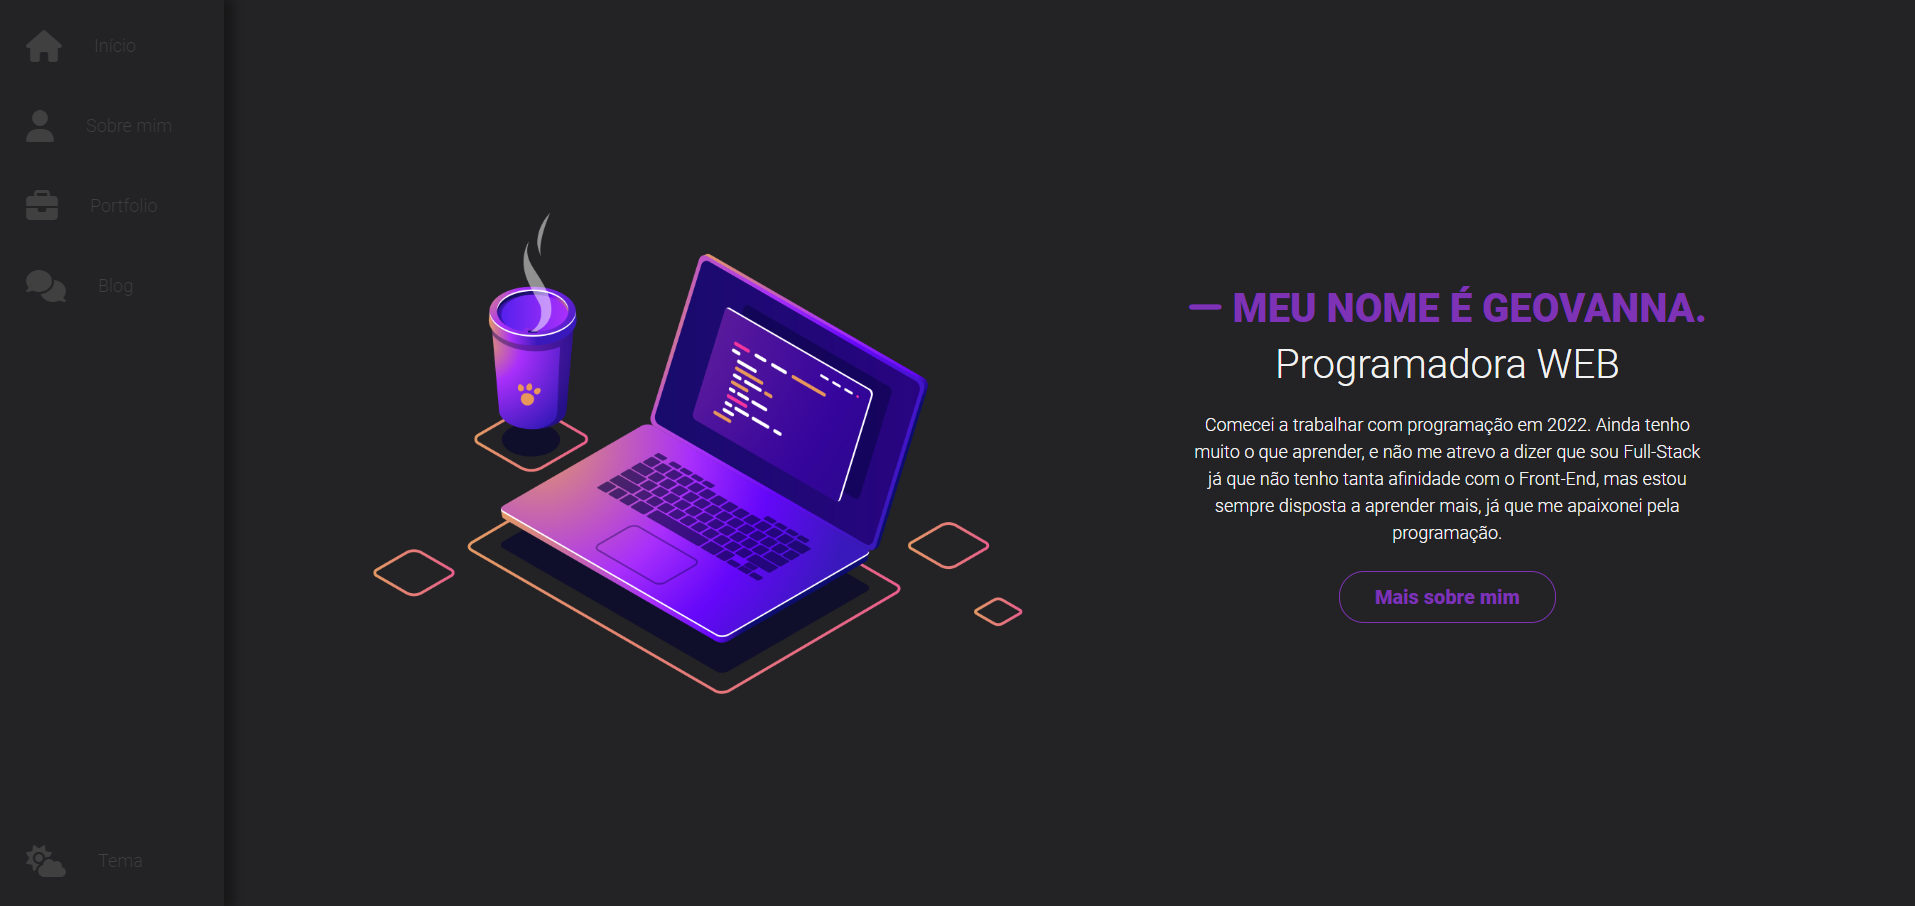 Início
Sobre mim
Portfolio
Blog
Tema
— MEU NOME É GEOVANNA.
Programadora WEB
Comecei a trabalhar com programação em 2022. Ainda tenho
muito o que aprender, e não me atrevo a dizer que sou Full-Stack
já que não tenho tanta afinidade com o Front-End, mas estou
sempre disposta a aprender mais, já que me apaixonei pela
programação.
Mais sobre mim